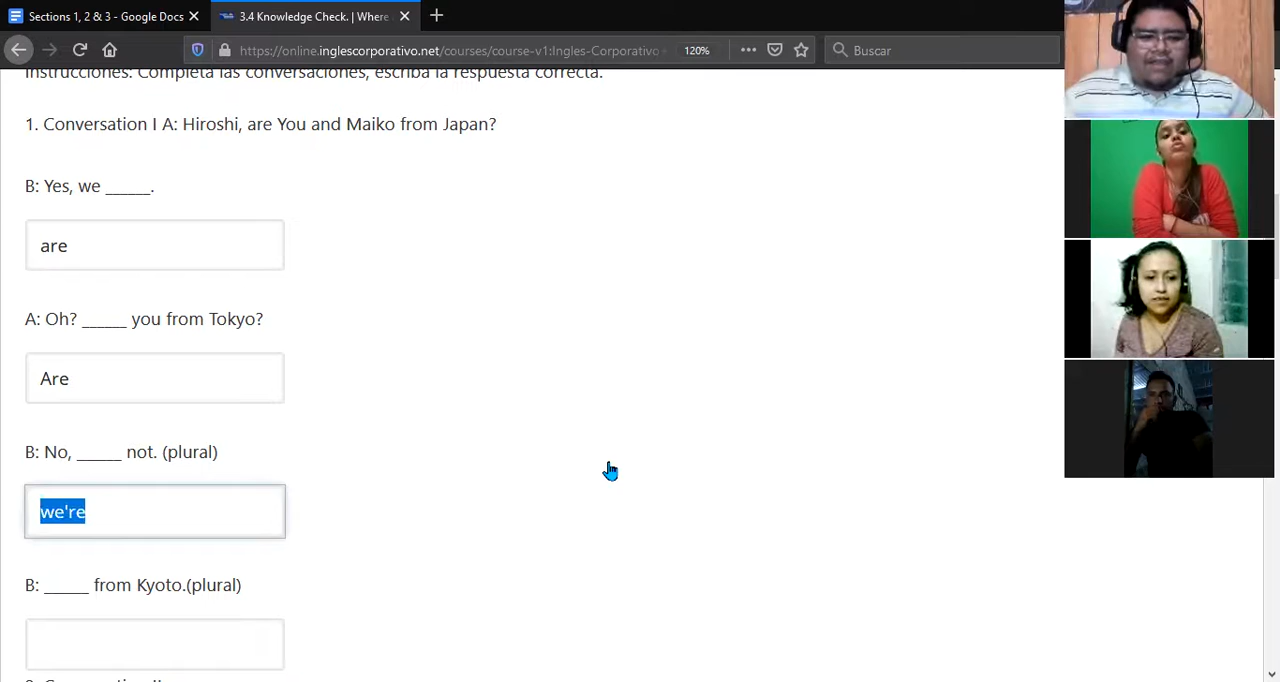 Sections 1, 2 & 3 - Google Docs
3.4 Knowledge Check. | Where
https://online.inglescorporativo.net/courses/course-v1:Ingles-Corporativo
120%
Buscar
Instrucciones: Completa las conversaciones, escriba la respuesta correcta.
1. Conversation I A: Hiroshi, are You and Maiko from Japan?
B: Yes, we ______.
are
A: Oh? ______ you from Tokyo?
Are
B: No, _____ not. (plural)
we're
B: _____ from Kyoto.(plural)